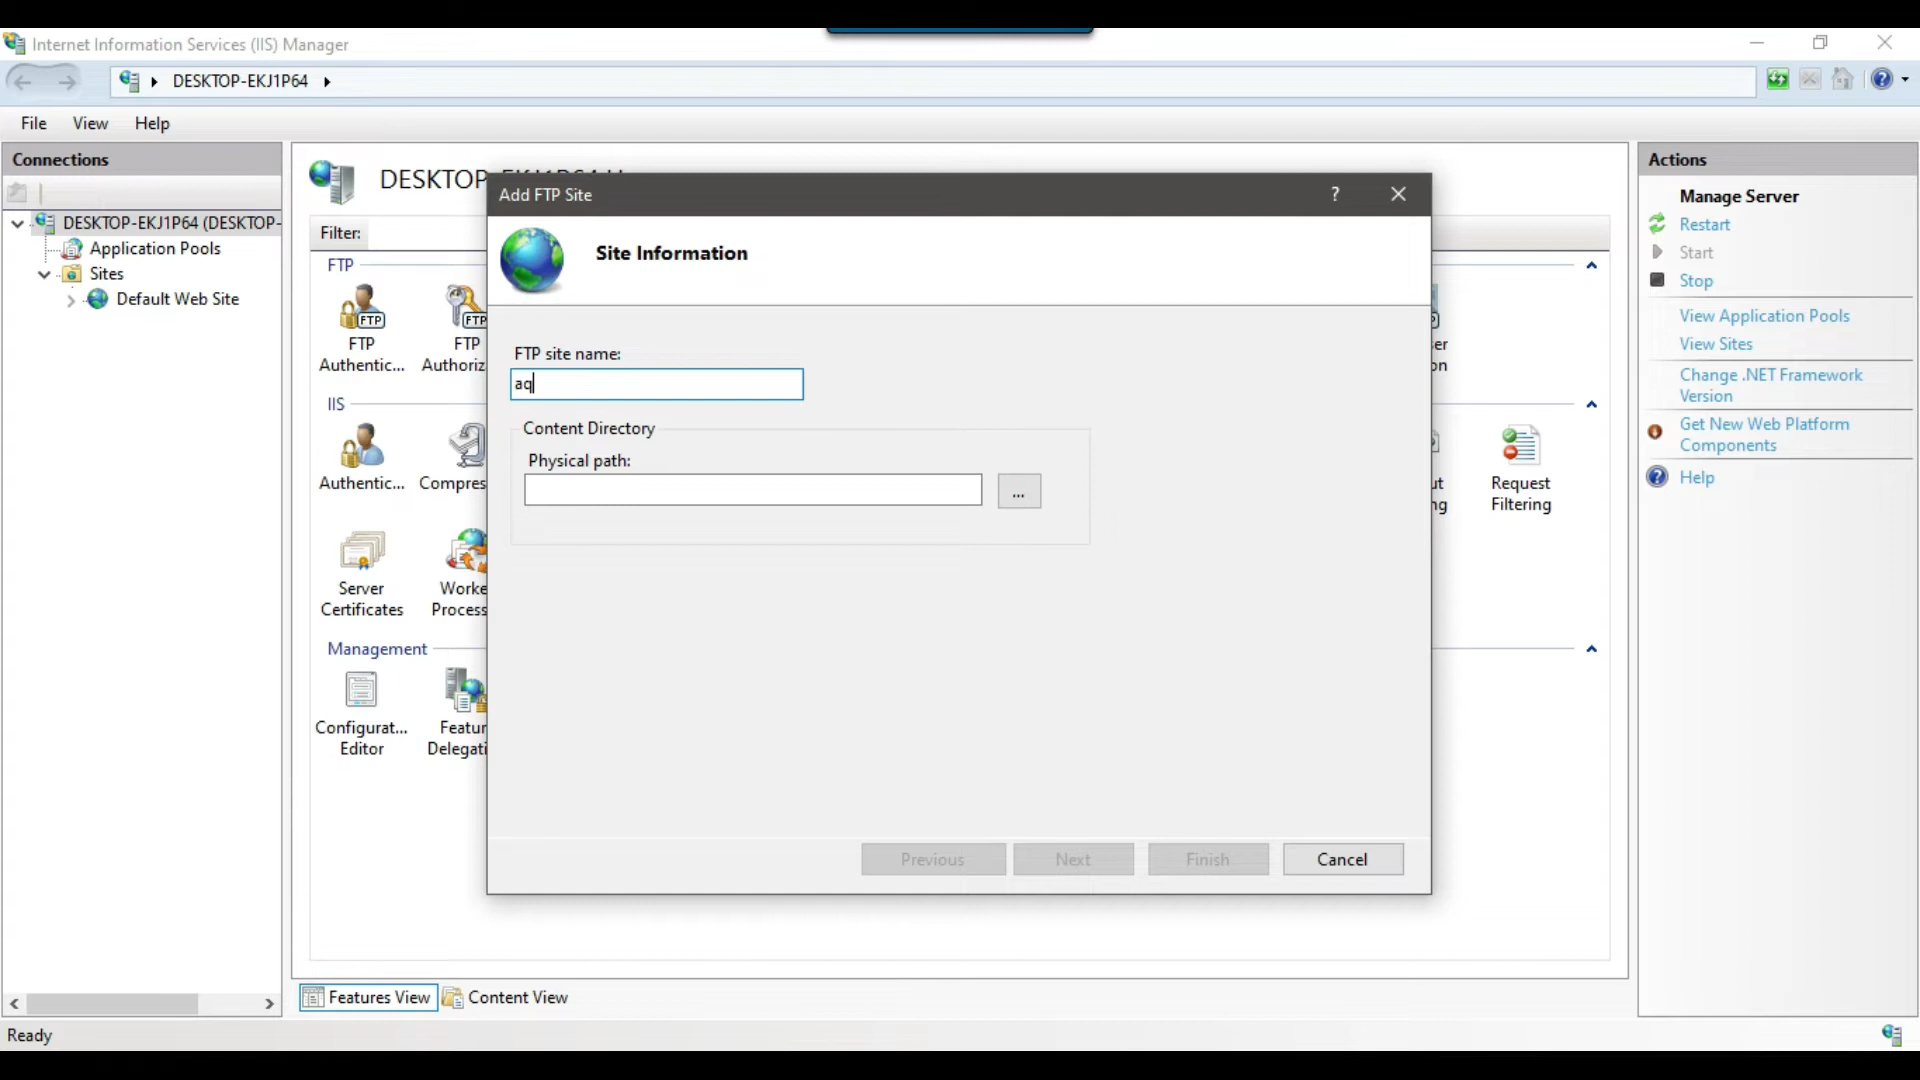 Internet Information Services (IIS) Manager
DESKTOP-EKJ1P64
File View Help
Connections
DESKTOP-EKJ1P64 (DESKTOP-
Application Pools
Sites
Default Web Site
DESKTOP
Filter:
FTP
FTP
Authentic...
FTP
Authoriz
IIS
Authentic...
Compres
Request
Filtering
Server
Certificates
Worke
Process
Management
Configurat...
Editor
Featur
Delegati
Add FTP Site
?
Site Information
FTP site name:
aq
Content Directory
Physical path:
...
Previous
Next
Finish
Cancel
Features View
Content View
Actions
Manage Server
Restart
Start
Stop
View Application Pools
View Sites
Change .NET Framework
Version
Get New Web Platform
Components
Help
Ready